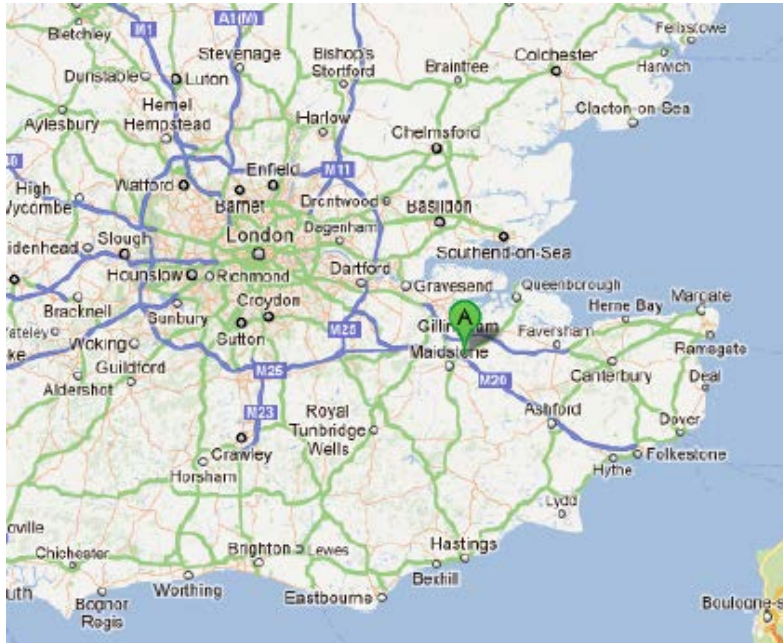 Bletchley
M1
A1(M)
Felixstowe
Stevenage
Bishop's
Stortford
Braintree
Colchester
Harwich
Dunstable
Luton
Hemel
Hempstead
Harlow
Clacton-on-Sea
Aylesbury
Chelmsford
High
Wycombe
Watford
Enfield
M11
Barnet
Brentwood
Basildon
London
Dagenham
Southend-on-Sea
Slough
Hounslow
Richmond
Dartford
Gravesend
Queenborough
Bracknell
Sunbury
Croydon
Herne Bay
Margate
A
Woking
Sutton
M25
Faversham
Ramsgate
Maidstone
Guildford
M25
M20
Canterbury
Deal
Aldershot
M23
Royal
Tunbridge
Wells
Ashford
Dover
Crawley
Folkestone
Horsham
Hythe
Lydd
Chichester
Brighton
Lewes
Hastings
Bexhill
Worthing
Eastbourne
Bognor
Regis